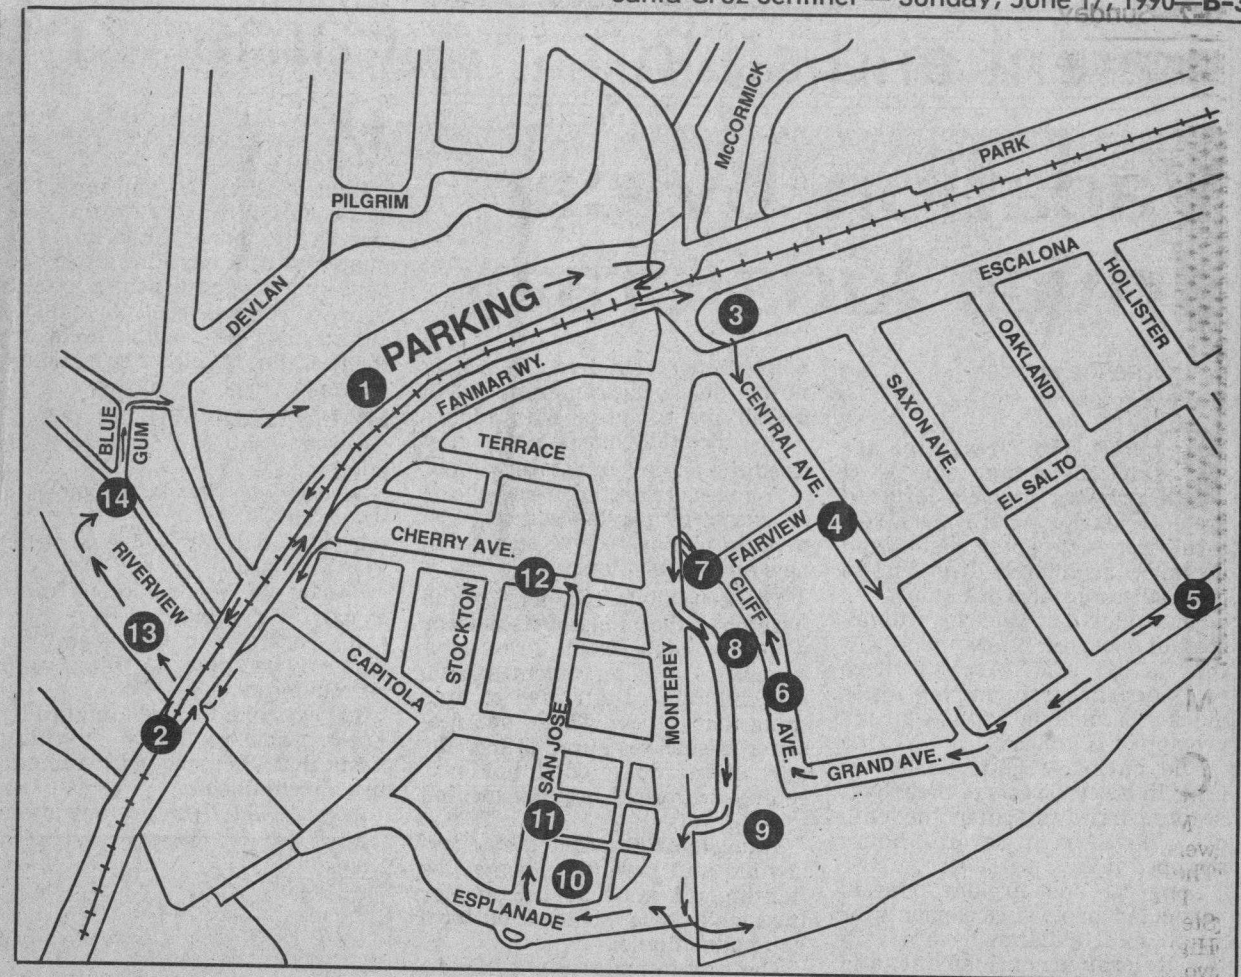 Santa Cruz Sentinel — Sunday, June 17, 1990—B-3
McCORMICK
PARK
PILGRIM
ESCALONA
HOLLISTER
DEVLAN
PARKING
3
OAKLAND
1
FANMAR WY.
SAXON AVE.
CENTRAL AVE.
BLUE
GUM
TERRACE
EL SALTO
14
4
CHERRY AVE.
FAIRVIEW
RIVERVIEW
12
7
CLIFF
5
13
STOCKTON
8
CAPITOLA
MONTEREY
6
2
SAN JOSE
AVE.
GRAND AVE.
11
9
10
ESPLANADE